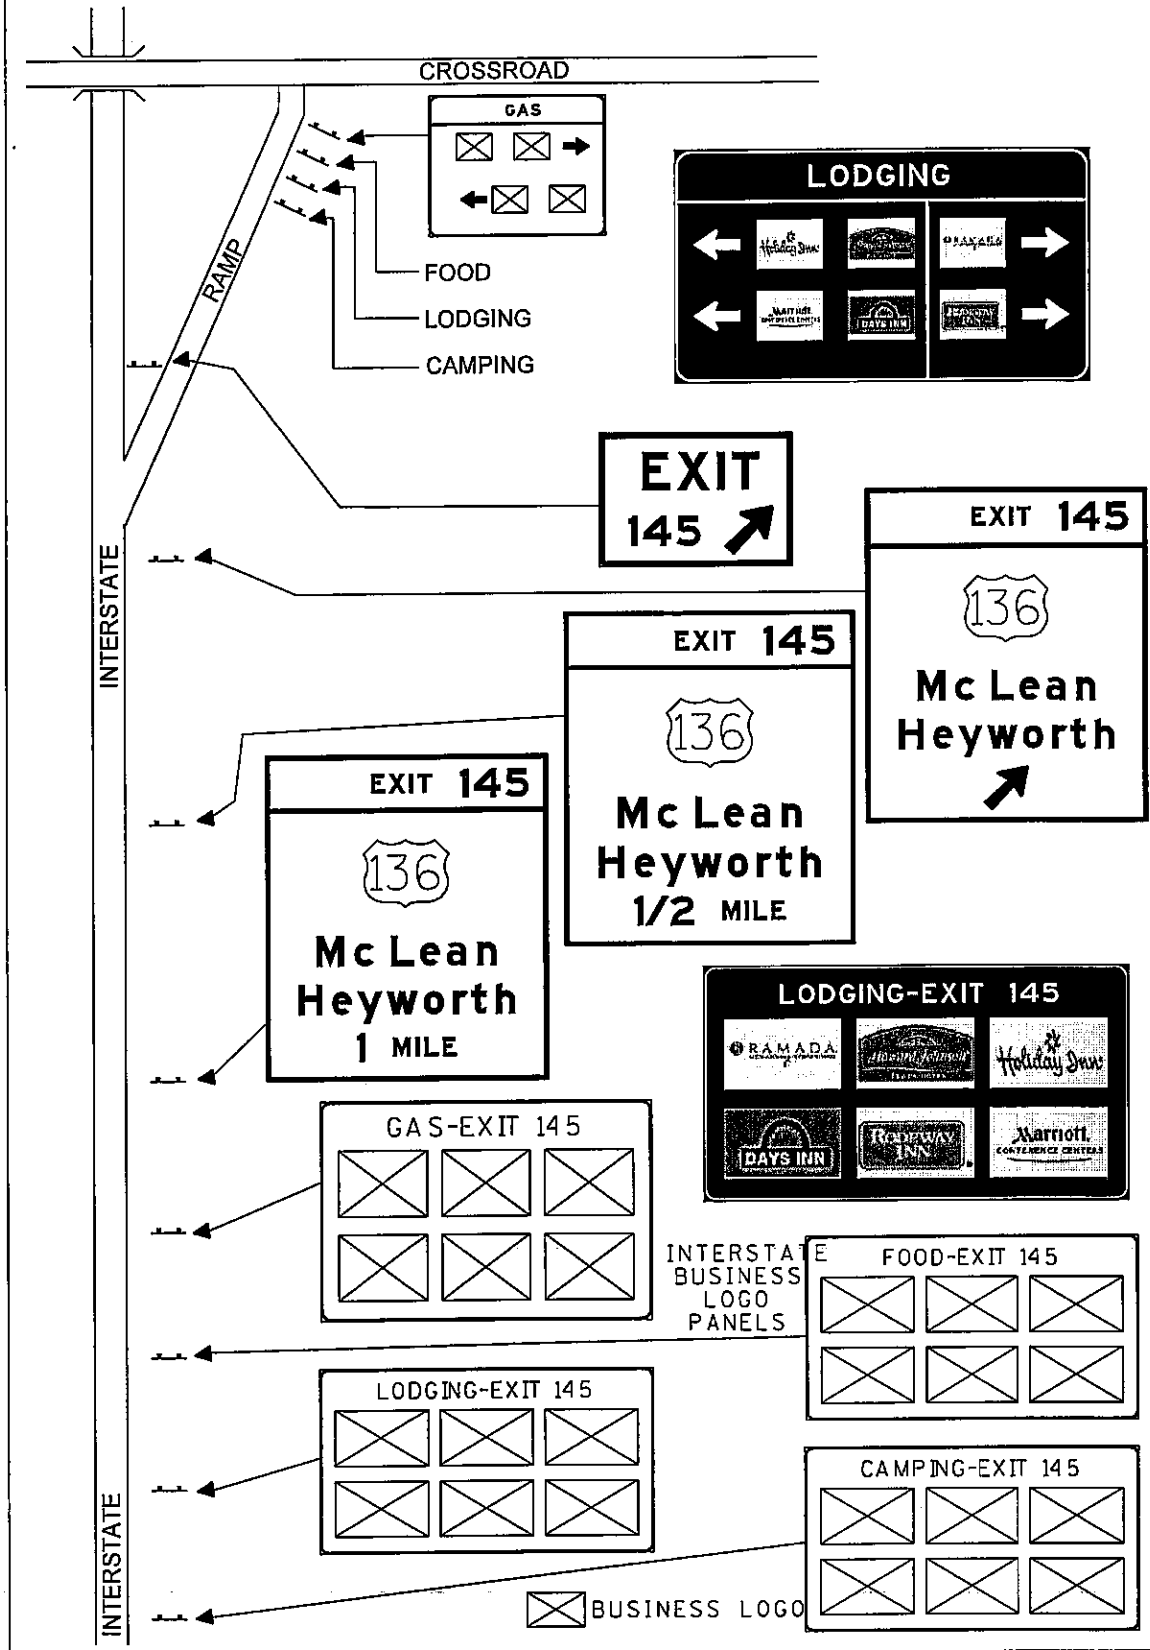 CROSSROAD
GAS
LODGING
Holiday Inn
DAYS INN
RAMP
FOOD
LODGING
CAMPING
EXIT
145
EXIT 145
136
Mc Lean
Heyworth
INTERSTATE
EXIT 145
136
Mc Lean
Heyworth
1/2 MILE
EXIT 145
136
Mc Lean
Heyworth
1 MILE
LODGING-EXIT 145
RAMADA
Howard Johnson
Holiday Inn
DAYS INN
RODEWAY
INN
Marriott
CONFERENCE CENTERS
GAS-EXIT 145
INTERSTATE
BUSINESS
LOGO
PANELS
FOOD-EXIT 145
LODGING-EXIT 145
CAMPING-EXIT 145
INTERSTATE
BUSINESS LOGO